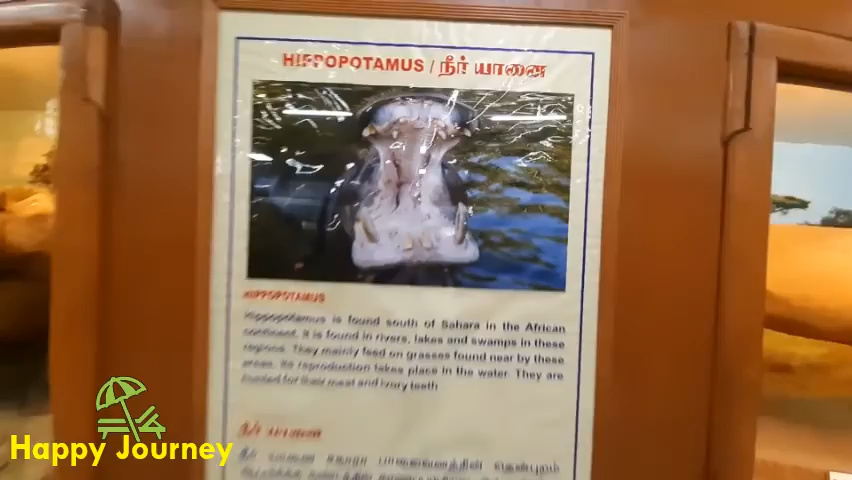 HIPPOPOTAMUS / நீர் யானை
HIPPOPOTAMUS
Hippopotamus is found south of Sahara in the African
continent. It is found in rivers, lakes and swamps in these
regions. They mainly feed on grasses found near by these
areas. Its reproduction takes place in the water. They are
hunted for their meat and ivory teeth
நீர் யானை
நீர் யானை
Happy Journey